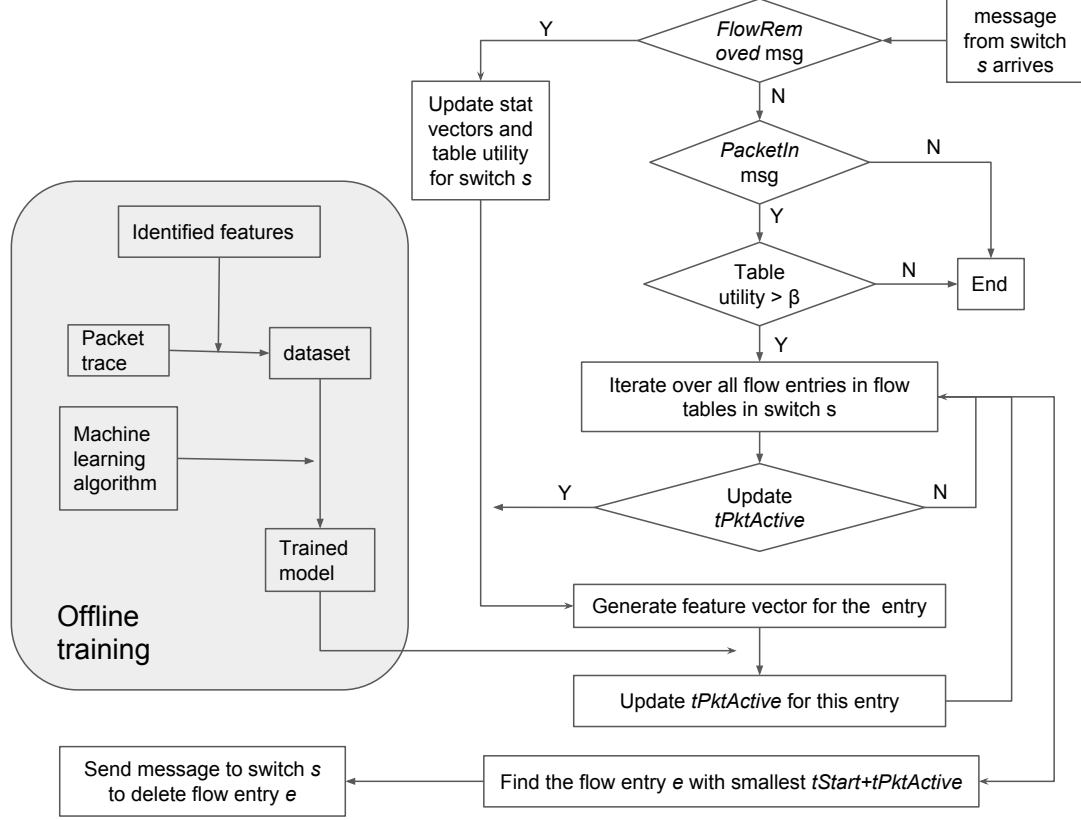 message
from switch
s arrives
FlowRem
oved msg
Y
N
Update stat
vectors and
table utility
for switch s
PacketIn
msg
N
Y
Table
utility > β
N
End
Y
Iterate over all flow entries in flow
tables in switch s
Update
tPktActive
Y
N
Generate feature vector for the entry
Update tPktActive for this entry
Find the flow entry e with smallest tStart+tPktActive
Send message to switch s
to delete flow entry e
Identified features
Packet
trace
dataset
Machine
learning
algorithm
Trained
model
Offline
training